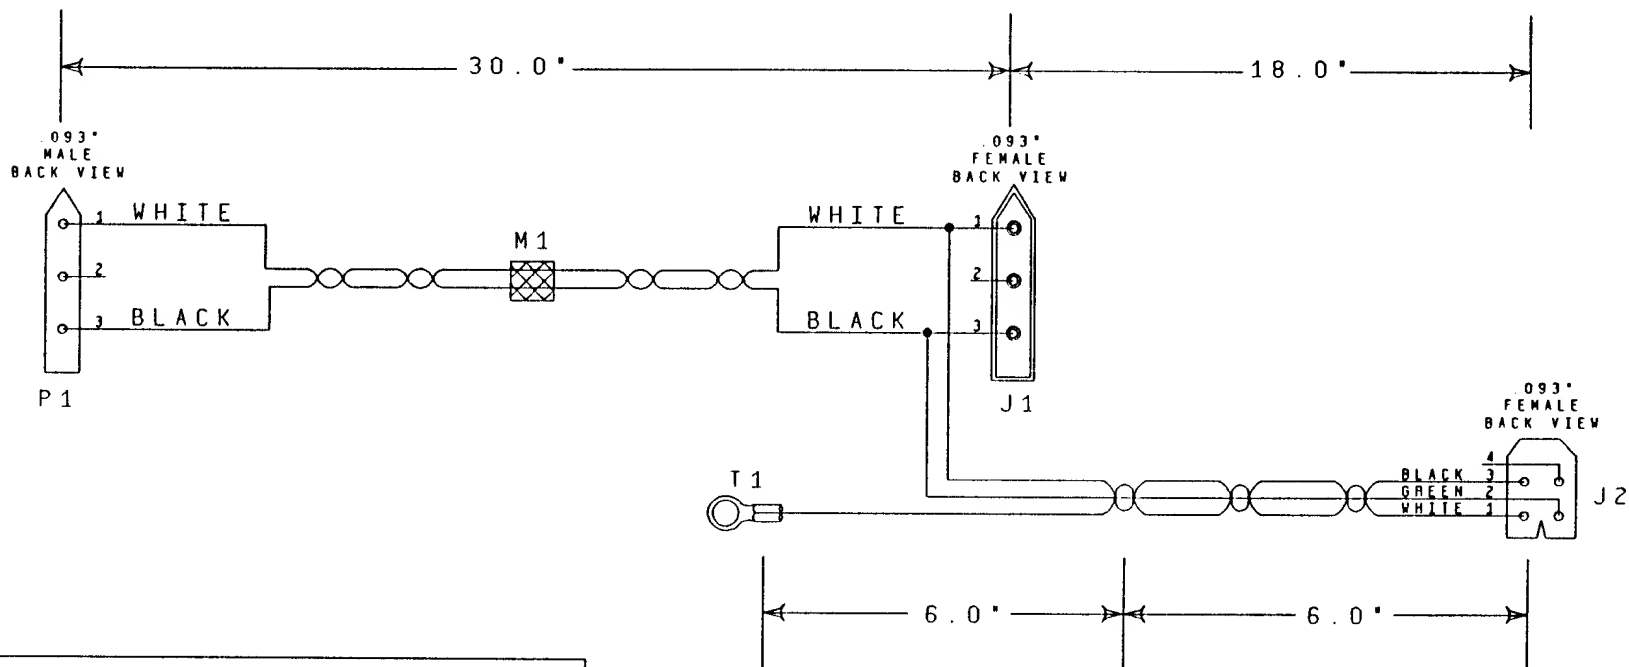 30.0"
18.0"
.093"
MALE
BACK VIEW
.093"
FEMALE
BACK VIEW
1 WHITE
WHITE 1
M1
2
2
3 BLACK
BLACK 3
P1
J1
.093"
FEMALE
BACK VIEW
T1
4
BLACK 3
GREEN 2
WHITE 1
J2
6.0"
6.0"